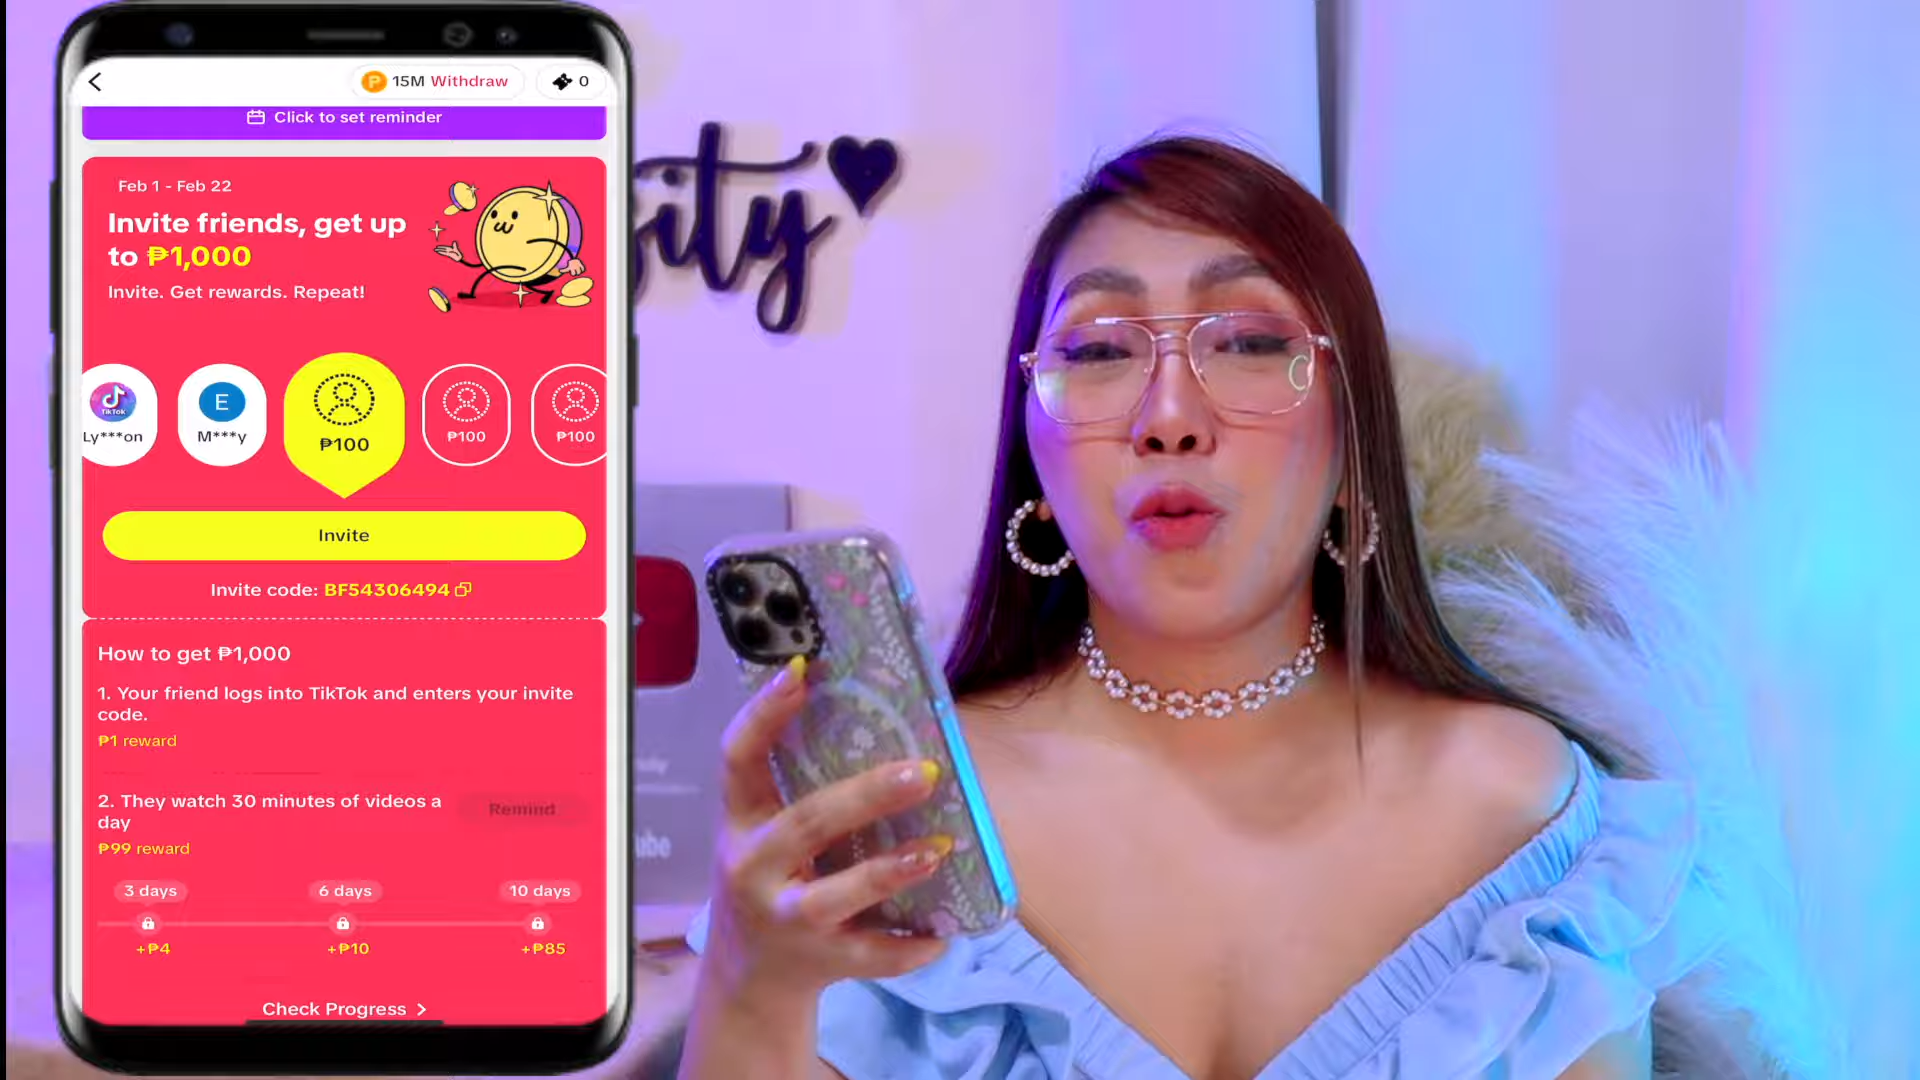 15M Withdraw
0
Click to set reminder
Feb 1 - Feb 22
Invite friends, get up
to ₱1,000
Invite. Get rewards. Repeat!
TikTok
E
Ly***on
M***y
₱100
₱100
₱100
Invite
Invite code: BF54306494
How to get ₱1,000
1. Your friend logs into TikTok and enters your invite
code.
₱1 reward
2. They watch 30 minutes of videos a
day
Remind
₱99 reward
3 days
6 days
10 days
+₱4
+₱10
+₱85
Check Progress >